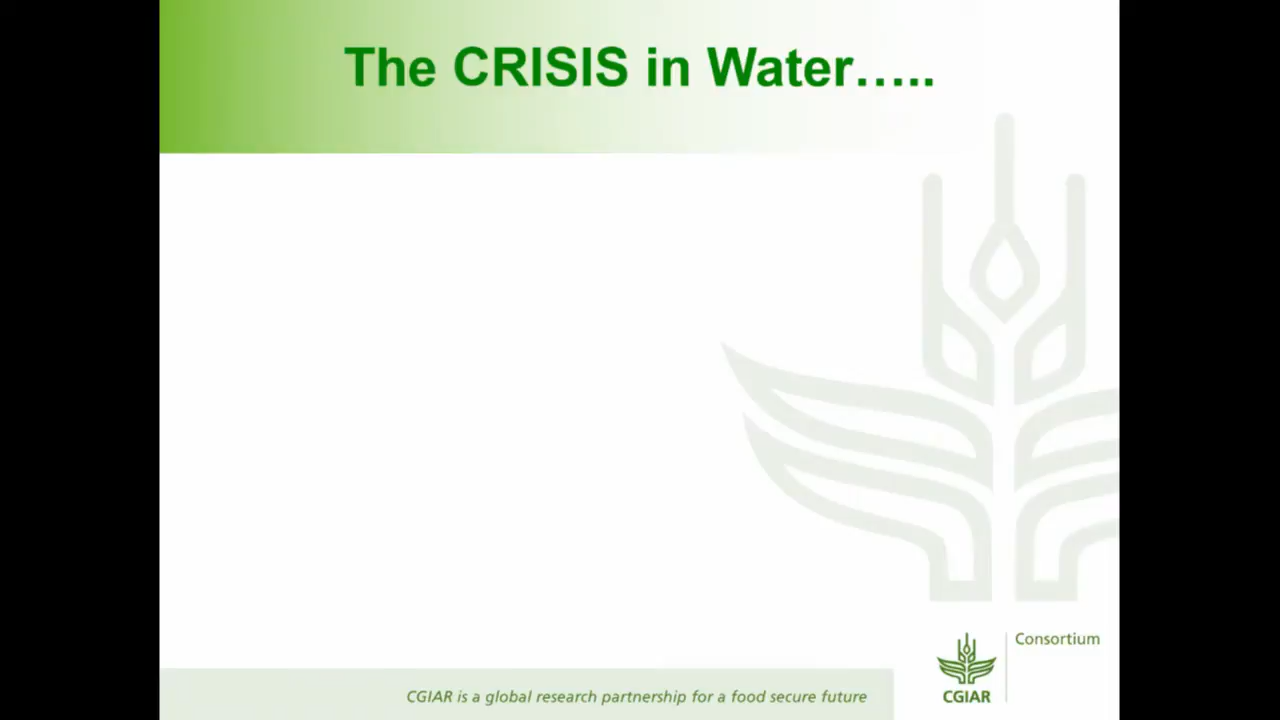 The CRISIS in Water…..
Consortium
CGIAR
CGIAR is a global research partnership for a food secure future